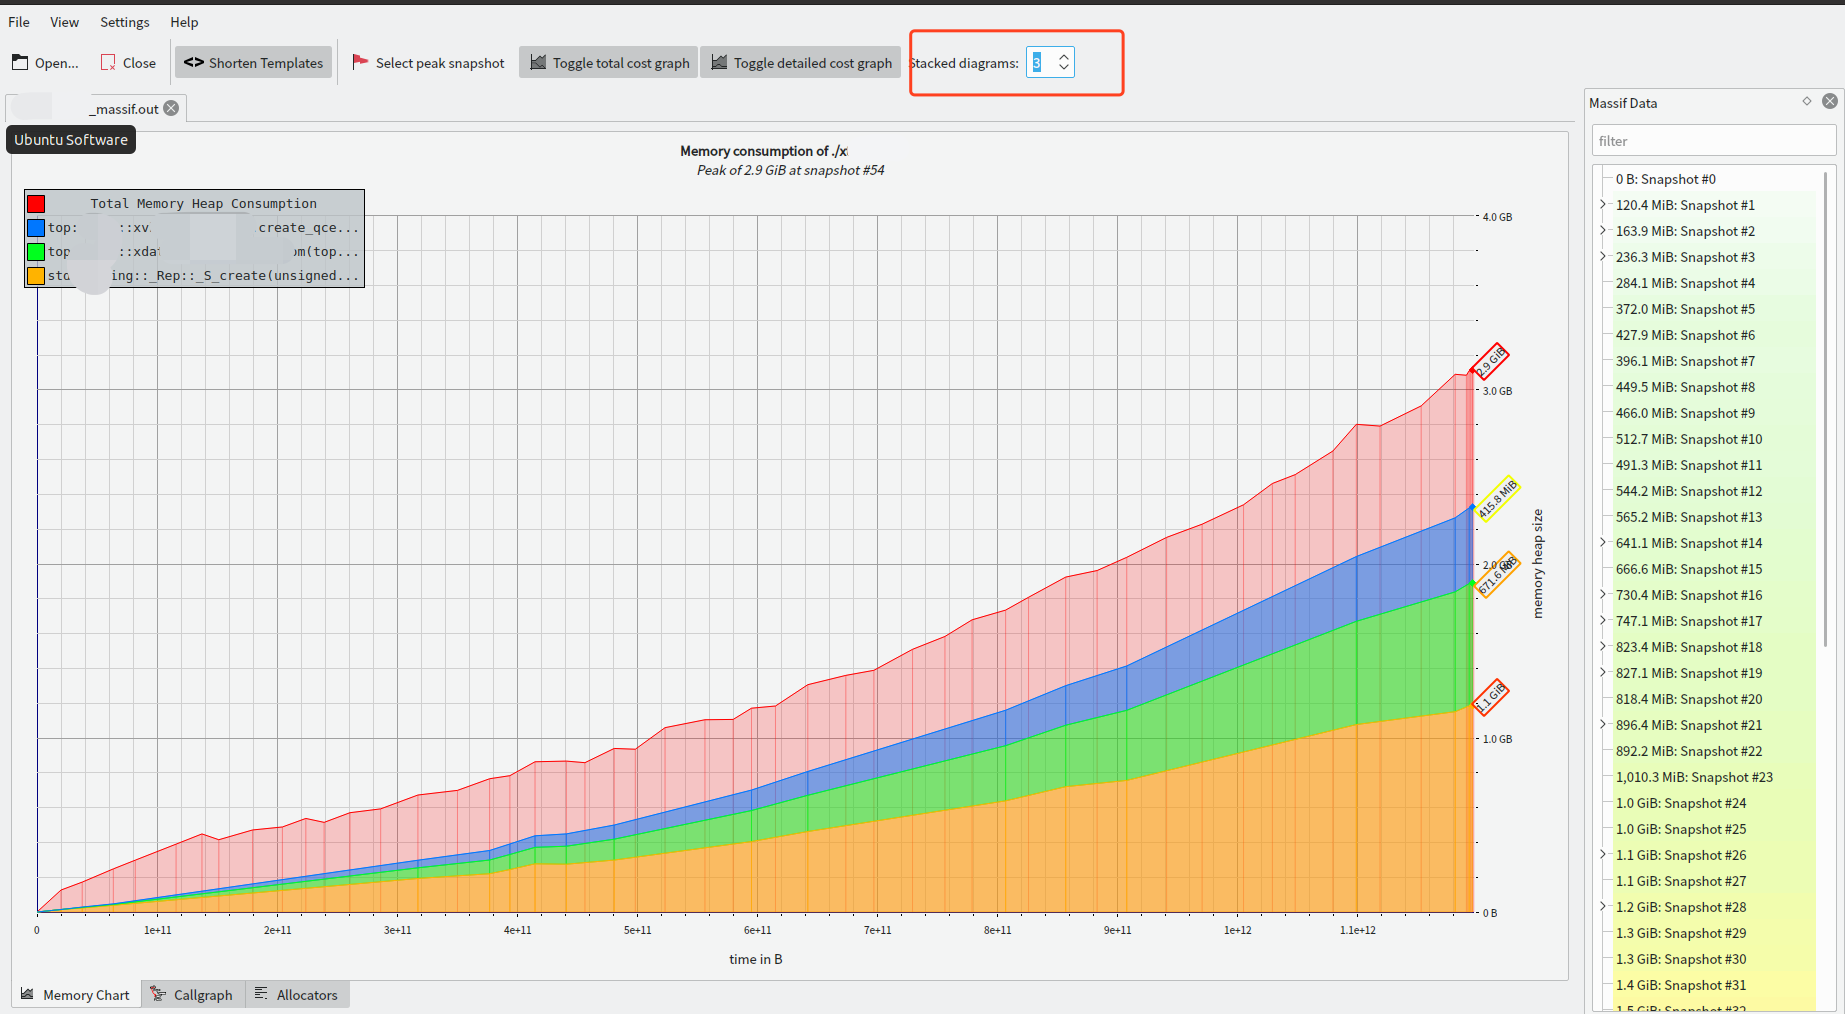 File View Settings Help
Open... Close <> Shorten Templates Select peak snapshot Toggle total cost graph Toggle detailed cost graph Stacked diagrams: 3
_massif.out
Ubuntu Software
Memory consumption of ./x
Peak of 2.9 GiB at snapshot #54
Total Memory Heap Consumption
top: ::xv .create_qce...
top ::xdat om(top...
std ing::_Rep::_S_create(unsigned...
4.0 GB
3.0 GB
2.0 GB
1.0 GB
0 B
2.9 GiB
415.8 MiB
671.6 MiB
1.1 GiB
memory heap size
0 1e+11 2e+11 3e+11 4e+11 5e+11 6e+11 7e+11 8e+11 9e+11 1e+12 1.1e+12
time in B
Memory Chart Callgraph Allocators
Massif Data
filter
0 B: Snapshot #0
120.4 MiB: Snapshot #1
163.9 MiB: Snapshot #2
236.3 MiB: Snapshot #3
284.1 MiB: Snapshot #4
372.0 MiB: Snapshot #5
427.9 MiB: Snapshot #6
396.1 MiB: Snapshot #7
449.5 MiB: Snapshot #8
466.0 MiB: Snapshot #9
512.7 MiB: Snapshot #10
491.3 MiB: Snapshot #11
544.2 MiB: Snapshot #12
565.2 MiB: Snapshot #13
641.1 MiB: Snapshot #14
666.6 MiB: Snapshot #15
730.4 MiB: Snapshot #16
747.1 MiB: Snapshot #17
823.4 MiB: Snapshot #18
827.1 MiB: Snapshot #19
818.4 MiB: Snapshot #20
896.4 MiB: Snapshot #21
892.2 MiB: Snapshot #22
1,010.3 MiB: Snapshot #23
1.0 GiB: Snapshot #24
1.0 GiB: Snapshot #25
1.1 GiB: Snapshot #26
1.1 GiB: Snapshot #27
1.2 GiB: Snapshot #28
1.3 GiB: Snapshot #29
1.3 GiB: Snapshot #30
1.4 GiB: Snapshot #31
1.5 GiB: Snapshot #32